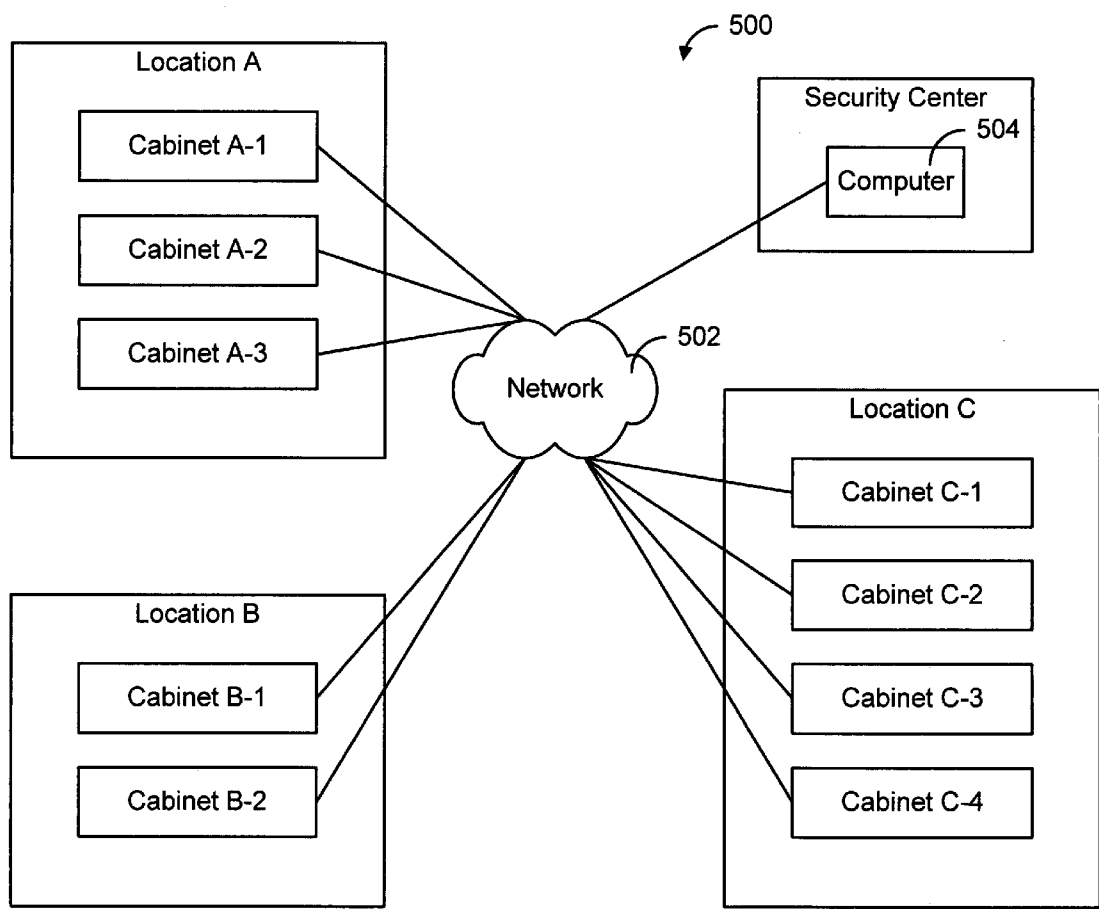 500
Location A
Cabinet A-1
Cabinet A-2
Cabinet A-3
Security Center
504
Computer
502
Network
Location B
Cabinet B-1
Cabinet B-2
Location C
Cabinet C-1
Cabinet C-2
Cabinet C-3
Cabinet C-4